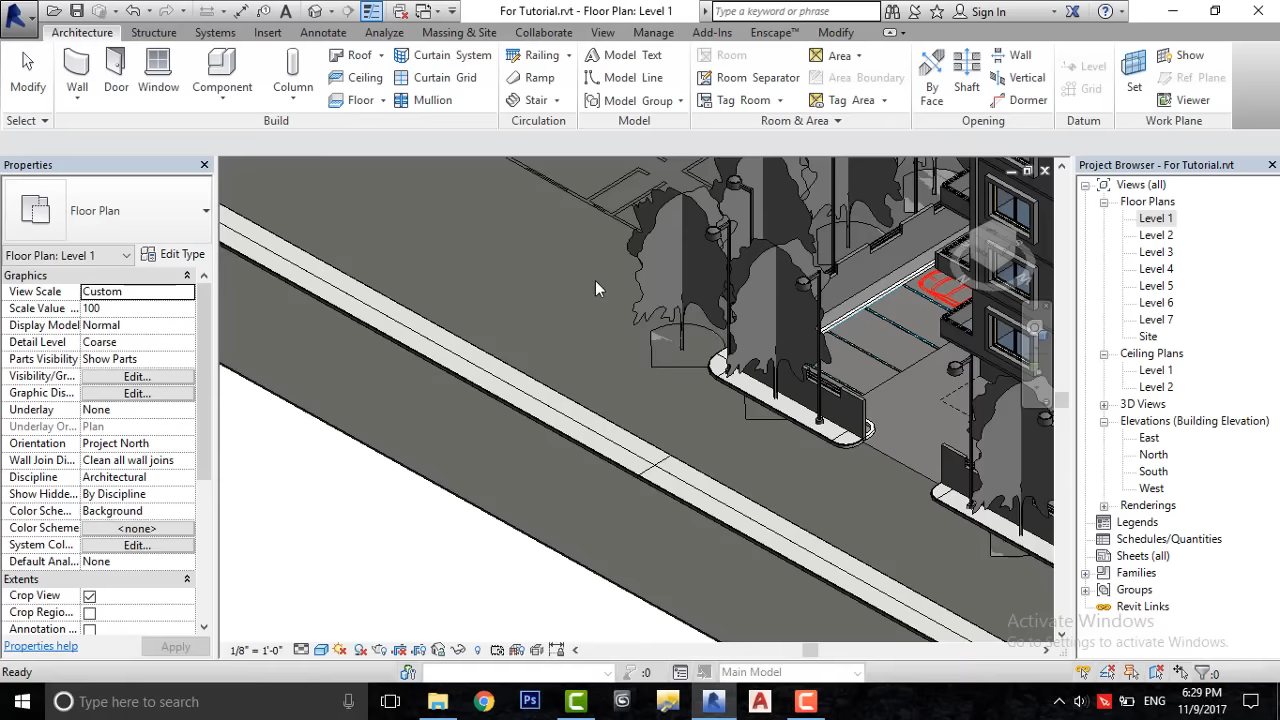 For Tutorial.rvt - Floor Plan: Level 1
Type a keyword or phrase
Sign In
Architecture Structure Systems Insert Annotate Analyze Massing & Site Collaborate View Manage Add-Ins Enscape™ Modify
Modify
Wall
Door
Window
Component
Column
Roof
Ceiling
Floor
Curtain System
Curtain Grid
Mullion
Railing
Ramp
Stair
Model Text
Model Line
Model Group
Room
Room Separator
Tag Room
Area
Area Boundary
Tag Area
By Face
Shaft
Wall
Vertical
Dormer
Level
Grid
Set
Show
Ref Plane
Viewer
Select Build Circulation Model Room & Area Opening Datum Work Plane
Properties
Floor Plan
Floor Plan: Level 1
Edit Type
Graphics
View Scale Custom
Scale Value 100
Display Model Normal
Detail Level Coarse
Parts Visibility Show Parts
Visibility/Gr... Edit...
Graphic Dis... Edit...
Underlay None
Underlay Or... Plan
Orientation Project North
Wall Join Di... Clean all wall joins
Discipline Architectural
Show Hidde... By Discipline
Color Sche... Background
Color Scheme <none>
System Col... Edit...
Default Anal... None
Extents
Crop View
Crop Regio...
Annotation ...
Properties help
Apply
1/8" = 1'-0"
Project Browser - For Tutorial.rvt
Views (all)
Floor Plans
Level 1
Level 2
Level 3
Level 4
Level 5
Level 6
Level 7
Site
Ceiling Plans
Level 1
Level 2
3D Views
Elevations (Building Elevation)
East
North
South
West
Renderings
Legends
Schedules/Quantities
Sheets (all)
Families
Groups
Revit Links
Activate Windows
Go to Settings to activate Windows.
Ready
:0
Main Model
:0
Type here to search
Ps
ENG
6:29 PM
11/9/2017